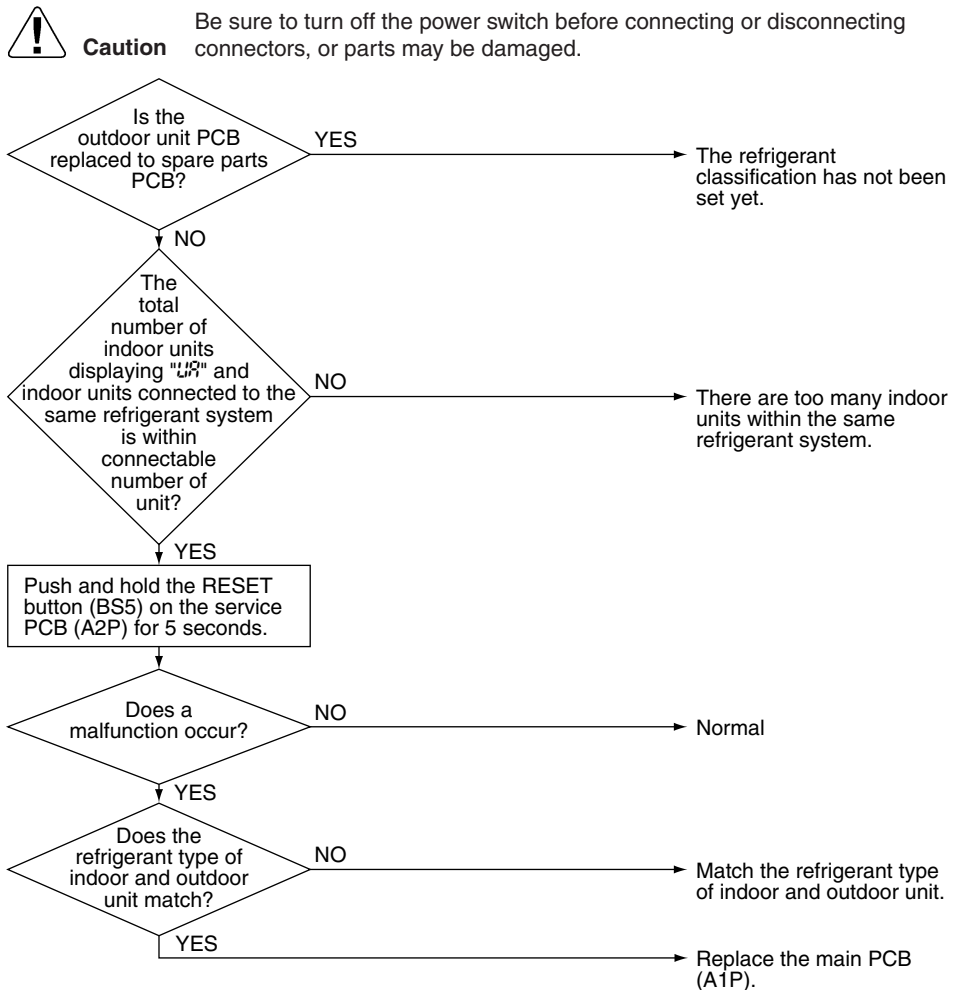 Caution
Be sure to turn off the power switch before connecting or disconnecting
connectors, or parts may be damaged.
Is the
outdoor unit PCB
replaced to spare parts
PCB?
YES
The refrigerant
classification has not been
set yet.
NO
The
total
number of
indoor units
displaying "UA" and
indoor units connected to the
same refrigerant system
is within
connectable
number of
unit?
NO
There are too many indoor
units within the same
refrigerant system.
YES
Push and hold the RESET
button (BS5) on the service
PCB (A2P) for 5 seconds.
Does a
malfunction occur?
NO
Normal
YES
Does the
refrigerant type of
indoor and outdoor
unit match?
NO
Match the refrigerant type
of indoor and outdoor unit.
YES
Replace the main PCB
(A1P).